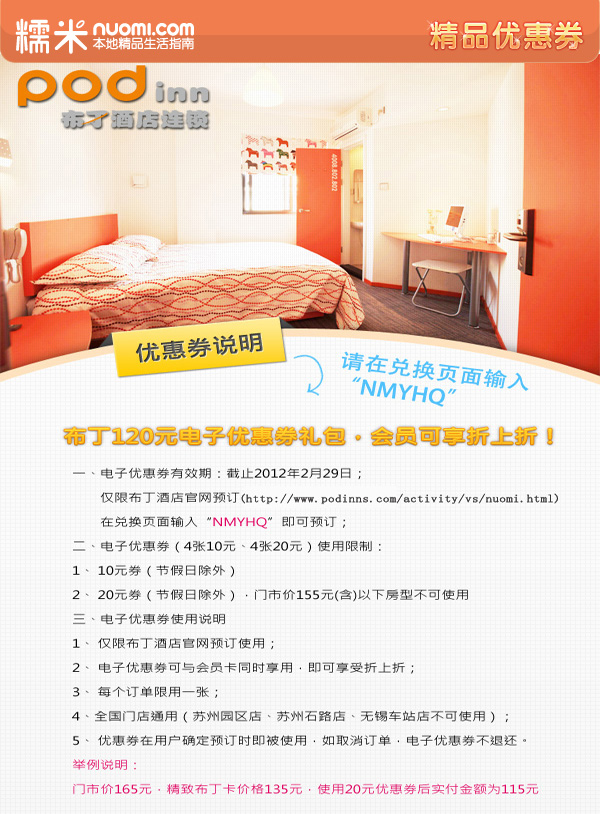 糯米 nuomi.com
本地精品生活指南
精品优惠券
pod inn
布丁酒店连锁
4008.802.802
优惠券说明
请在兑换页面输入
“NMYHQ”
布丁120元电子优惠券礼包，会员可享折上折！
一、电子优惠券有效期：截止2012年2月29日；
仅限布丁酒店官网预订(http://www.podinns.com/activity/vs/nuomi.html)
在兑换页面输入“NMYHQ”即可预订；
二、电子优惠券（4张10元、4张20元）使用限制：
1、 10元券（节假日除外）
2、 20元券（节假日除外），门市价155元(含)以下房型不可使用
三、电子优惠券使用说明
1、 仅限布丁酒店官网预订使用；
2、 电子优惠券可与会员卡同时享用，即可享受折上折；
3、 每个订单限用一张；
4、全国门店通用（苏州园区店、苏州石路店、无锡车站店不可使用）；
5、 优惠券在用户确定预订时即被使用，如取消订单，电子优惠券不退还。
举例说明：
门市价165元，精致布丁卡价格135元，使用20元优惠券后实付金额为115元